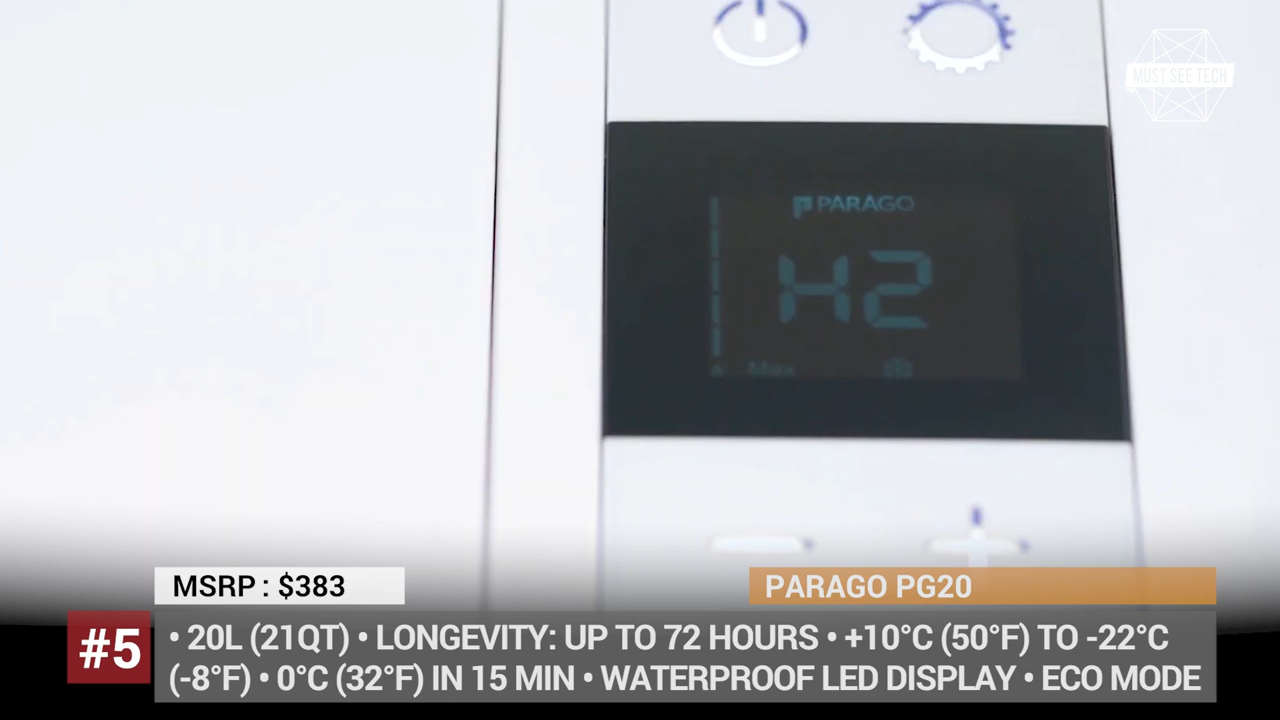 MUST SEE TECH
PARAGO
H2
Max
MSRP : $383
PARAGO PG20
#5
• 20L (21QT) • LONGEVITY: UP TO 72 HOURS • +10°C (50°F) TO -22°C
(-8°F) • 0°C (32°F) IN 15 MIN • WATERPROOF LED DISPLAY • ECO MODE